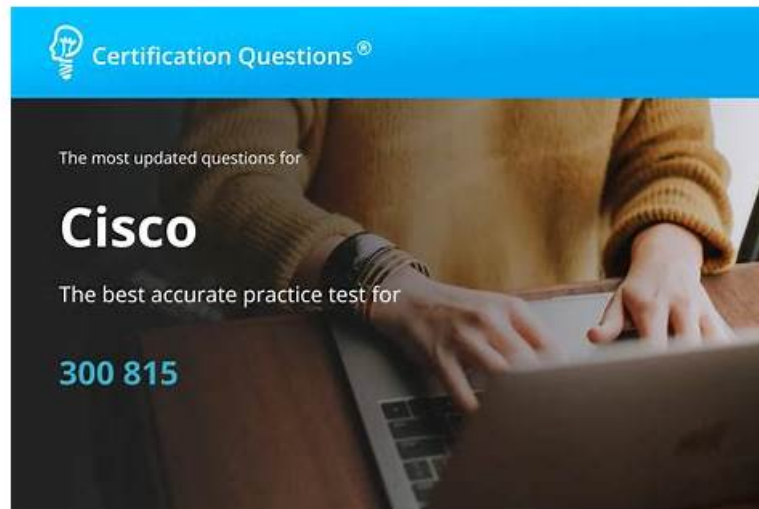 Certification Questions®
The most updated questions for
Cisco
The best accurate practice test for
300 815